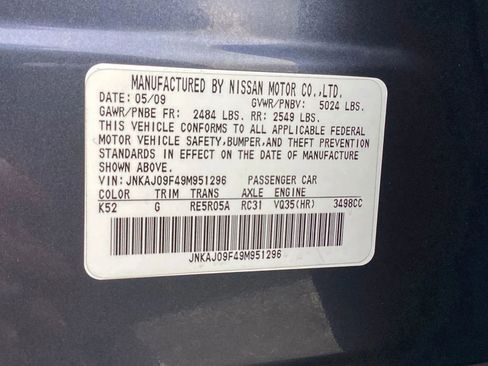 MANUFACTURED BY NISSAN MOTOR CO.,LTD.
DATE: 05/09 GVWR/PNBV: 5024 LBS.
GAWR/PNBE FR: 2484 LBS. RR: 2549 LBS.
THIS VEHICLE CONFORMS TO ALL APPLICABLE FEDERAL
MOTOR VEHICLE SAFETY,BUMPER,AND THEFT PREVENTION
STANDARDS IN EFFECT ON THE DATE OF MANUFACTURE
SHOWN ABOVE.
VIN:JNKAJ09F49M951296 PASSENGER CAR
COLOR TRIM TRANS AXLE ENGINE
K52 G RE5R05A RC31 VQ35(HR) 3498CC
JNKAJ09F49M951296